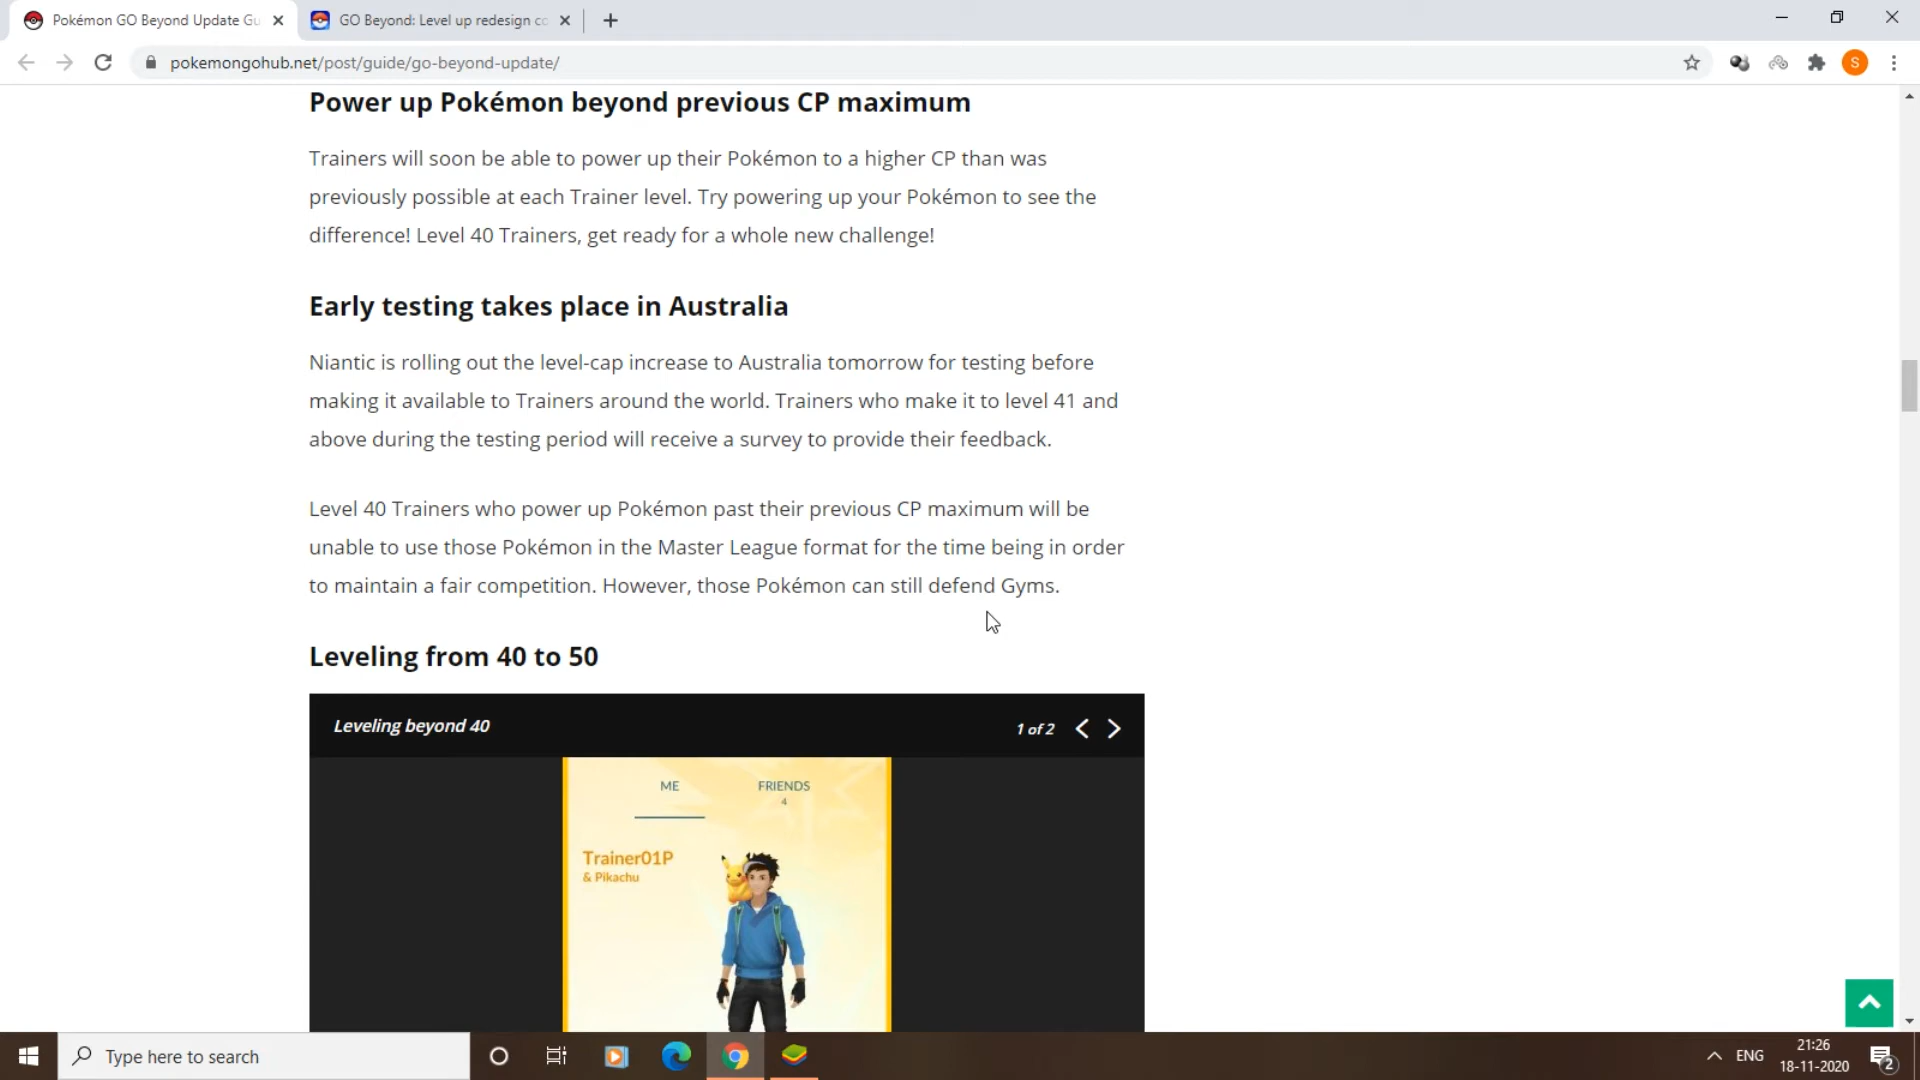 Pokémon GO Beyond Update Gu
GO Beyond: Level up redesign co
pokemongohub.net/post/guide/go-beyond-update/
S
Power up Pokémon beyond previous CP maximum
Trainers will soon be able to power up their Pokémon to a higher CP than was
previously possible at each Trainer level. Try powering up your Pokémon to see the
difference! Level 40 Trainers, get ready for a whole new challenge!
Early testing takes place in Australia
Niantic is rolling out the level-cap increase to Australia tomorrow for testing before
making it available to Trainers around the world. Trainers who make it to level 41 and
above during the testing period will receive a survey to provide their feedback.
Level 40 Trainers who power up Pokémon past their previous CP maximum will be
unable to use those Pokémon in the Master League format for the time being in order
to maintain a fair competition. However, those Pokémon can still defend Gyms.
Leveling from 40 to 50
Leveling beyond 40
1 of 2
ME
FRIENDS
4
Trainer01P
& Pikachu
Type here to search
ENG
21:26
18-11-2020
2